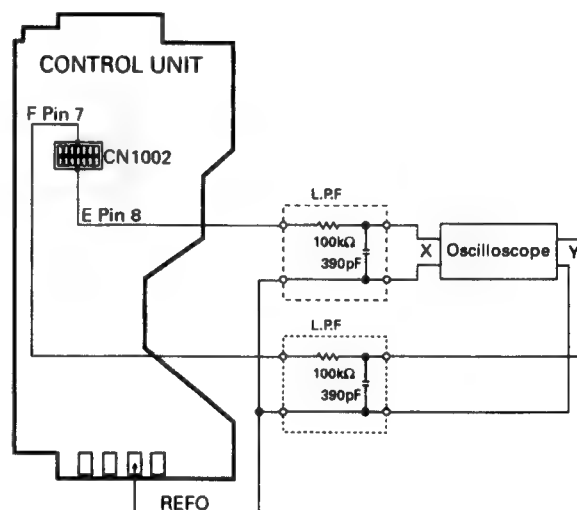 CONTROL UNIT
F Pin 7
CN1002
E Pin 8
L.P.F
100kΩ
390pF
X
Oscilloscope
Y
L.P.F
100kΩ
390pF
REFO